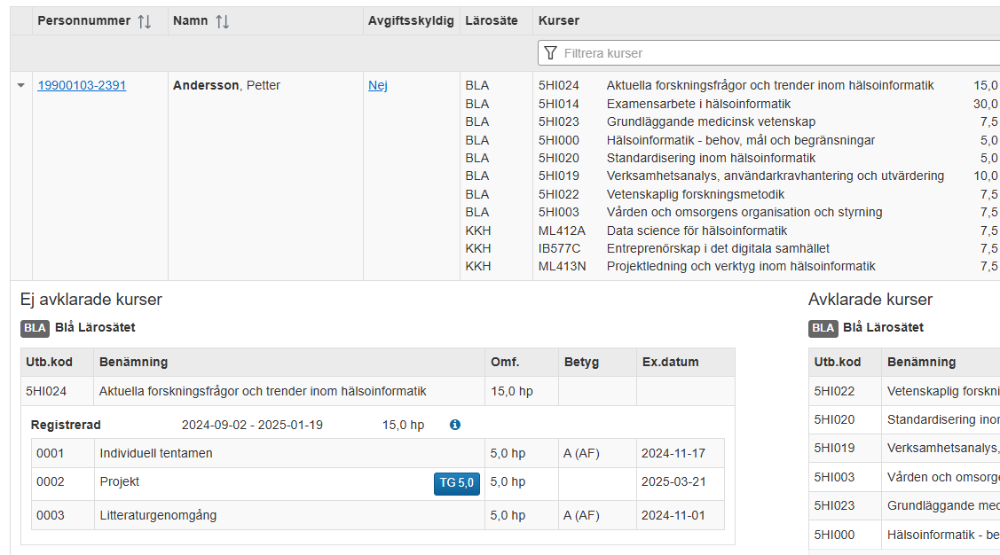 Personnummer Namn Avgiftsskyldig Lärosäte Kurser
Filtrera kurser
19900103-2391 Andersson, Petter Nej BLA 5HI024 Aktuella forskningsfrågor och trender inom hälsoinformatik 15,0
BLA 5HI014 Examensarbete i hälsoinformatik 30,0
BLA 5HI023 Grundläggande medicinsk vetenskap 7,5
BLA 5HI000 Hälsoinformatik - behov, mål och begränsningar 5,0
BLA 5HI020 Standardisering inom hälsoinformatik 5,0
BLA 5HI019 Verksamhetsanalys, användarkravhantering och utvärdering 10,0
BLA 5HI022 Vetenskaplig forskningsmetodik 7,5
BLA 5HI003 Vården och omsorgens organisation och styrning 7,5
KKH ML412A Data science för hälsoinformatik 7,5
KKH IB577C Entreprenörskap i det digitala samhället 7,5
KKH ML413N Projektledning och verktyg inom hälsoinformatik 7,5
Ej avklarade kurser
BLA Blå Lärosätet
Utb.kod Benämning Omf. Betyg Ex.datum
5HI024 Aktuella forskningsfrågor och trender inom hälsoinformatik 15,0 hp
Registrerad 2024-09-02 - 2025-01-19 15,0 hp
0001 Individuell tentamen 5,0 hp A (AF) 2024-11-17
0002 Projekt TG 5,0 5,0 hp 2025-03-21
0003 Litteraturgenomgång 5,0 hp A (AF) 2024-11-01
Avklarade kurser
BLA Blå Lärosätet
Utb.kod Benämning
5HI022 Vetenskaplig forskni
5HI020 Standardisering inor
5HI019 Verksamhetsanalys,
5HI003 Vården och omsorge
5HI023 Grundläggande med
5HI000 Hälsoinformatik - be